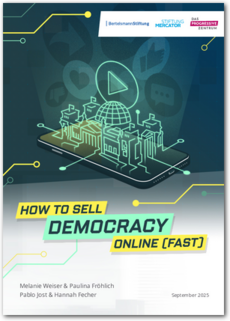 BertelsmannStiftung
STIFTUNG
MERCATOR
DAS
PROGRESSIVE
ZENTRUM
HOW TO SELL
DEMOCRACY
ONLINE (FAST)
Melanie Weiser & Paulina Fröhlich
Pablo Jost & Hannah Fecher
September 2025